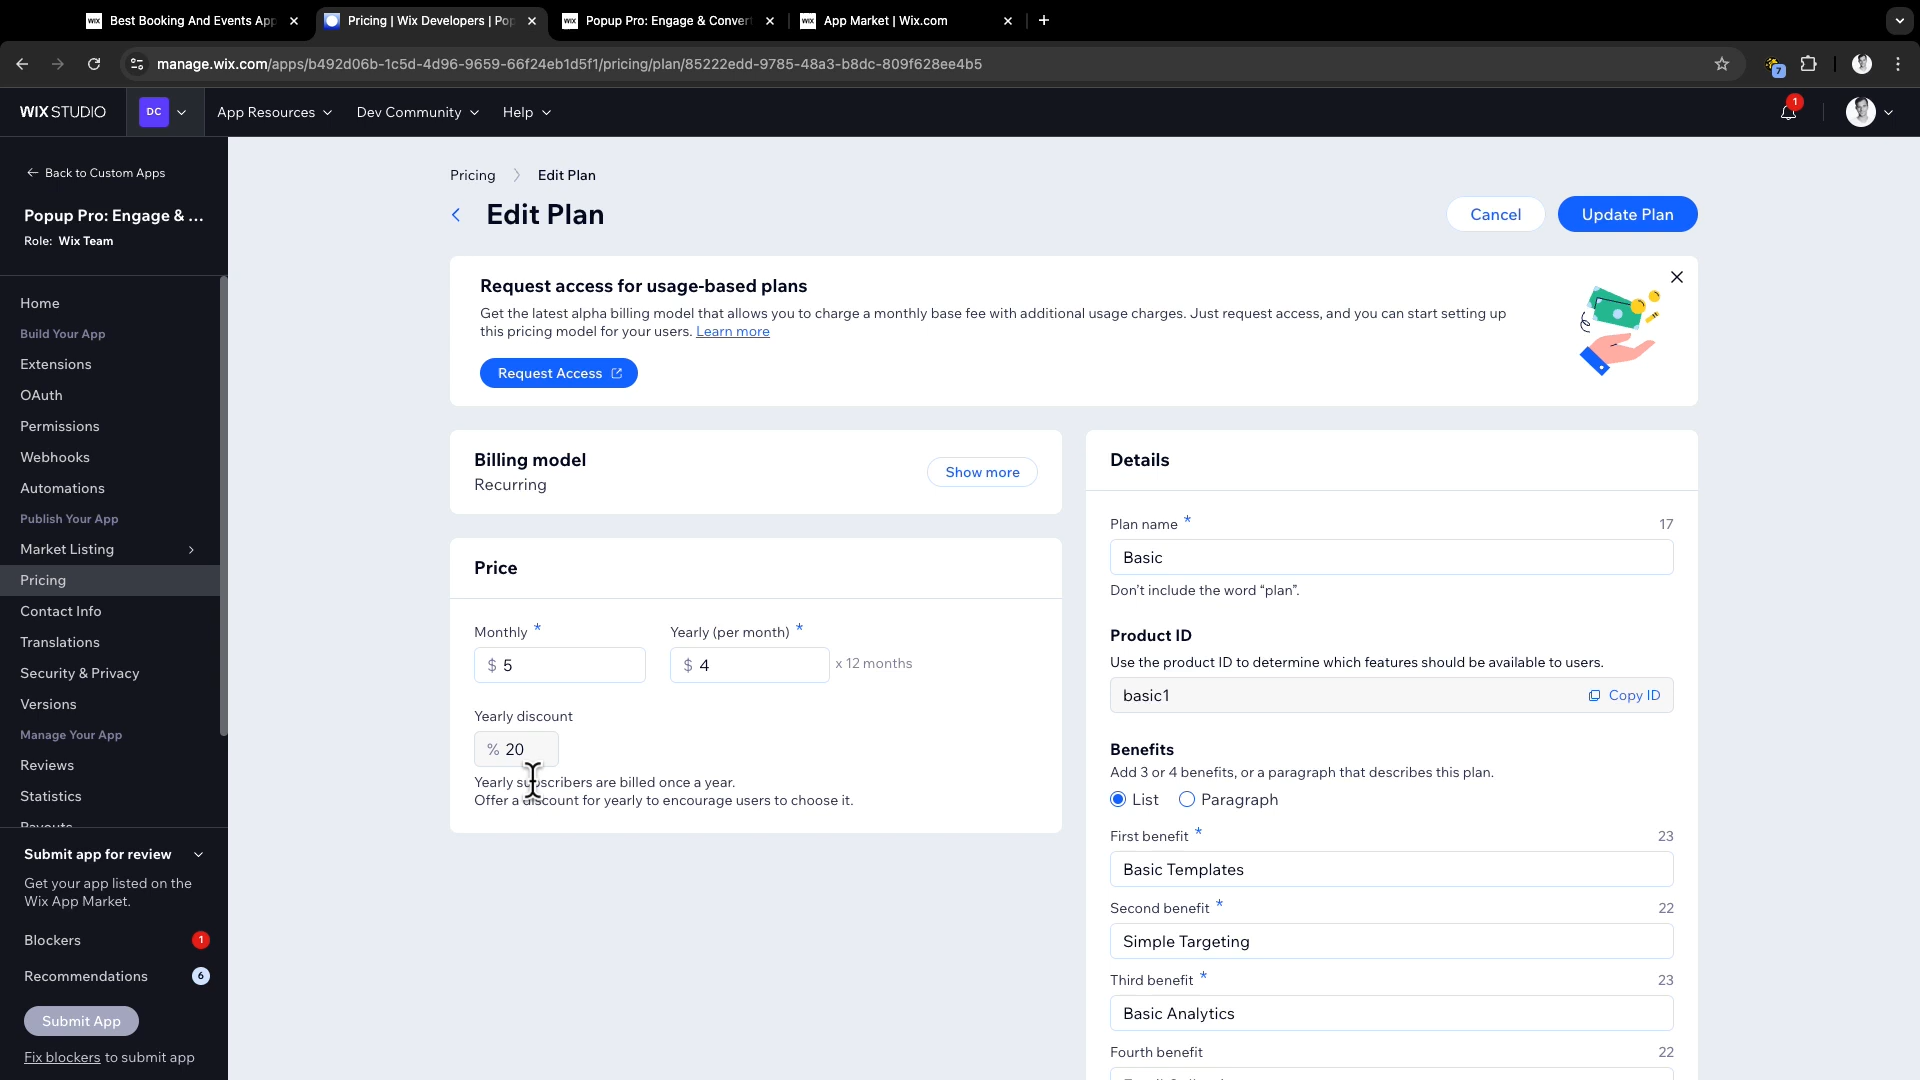 Best Booking And Events App
Pricing | Wix Developers | Pop
Popup Pro: Engage & Convert
App Market | Wix.com
manage.wix.com/apps/b492d06b-1c5d-4d96-9659-66f24eb1d5f1/pricing/plan/85222edd-9785-48a3-b8dc-809f628ee4b5
7
WIX STUDIO
DC
App Resources
Dev Community
Help
1
Back to Custom Apps
Popup Pro: Engage & ...
Role: Wix Team
Home
Build Your App
Extensions
OAuth
Permissions
Webhooks
Automations
Publish Your App
Market Listing
Pricing
Contact Info
Translations
Security & Privacy
Versions
Manage Your App
Reviews
Statistics
Payouts
Submit app for review
Get your app listed on the
Wix App Market.
Blockers 1
Recommendations 6
Submit App
Fix blockers to submit app
Pricing > Edit Plan
Edit Plan
Cancel
Update Plan
Request access for usage-based plans
Get the latest alpha billing model that allows you to charge a monthly base fee with additional usage charges. Just request access, and you can start setting up
this pricing model for your users. Learn more
Request Access
Billing model
Recurring
Show more
Price
Monthly *
$ 5
Yearly (per month) *
$ 4
x 12 months
Yearly discount
% 20
Yearly subscribers are billed once a year.
Offer a discount for yearly to encourage users to choose it.
Details
Plan name * 17
Basic
Don't include the word “plan”.
Product ID
Use the product ID to determine which features should be available to users.
basic1
Copy ID
Benefits
Add 3 or 4 benefits, or a paragraph that describes this plan.
List
Paragraph
First benefit * 23
Basic Templates
Second benefit * 22
Simple Targeting
Third benefit * 23
Basic Analytics
Fourth benefit 22